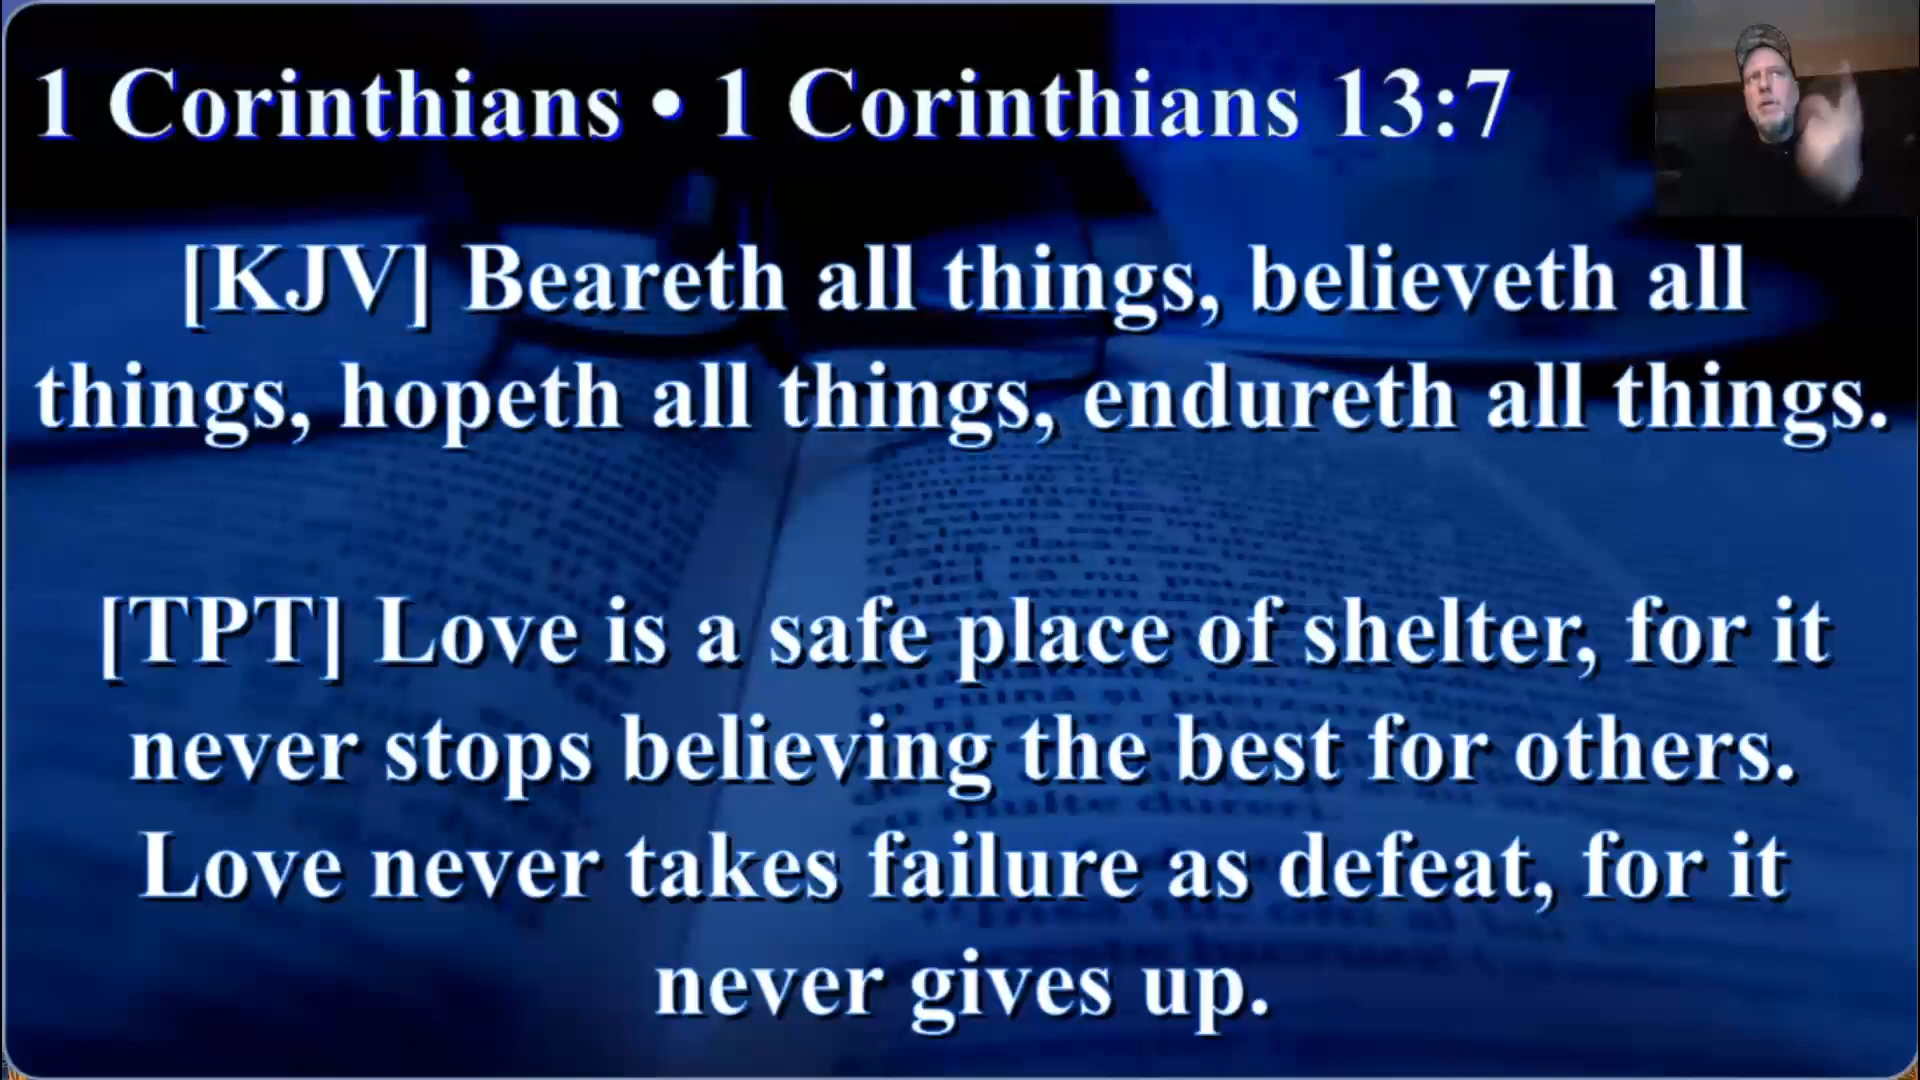 1 Corinthians • 1 Corinthians 13:7
[KJV] Beareth all things, believeth all
things, hopeth all things, endureth all things.
[TPT] Love is a safe place of shelter, for it
never stops believing the best for others.
Love never takes failure as defeat, for it
never gives up.